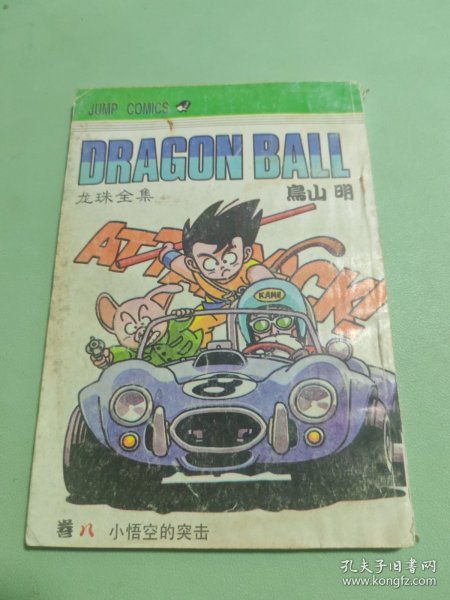 JUMP COMICS
DRAGON BALL
龙珠全集
鳥山明
KAME
8
卷八 小悟空的突击
孔夫子旧书网
www.kongfz.com